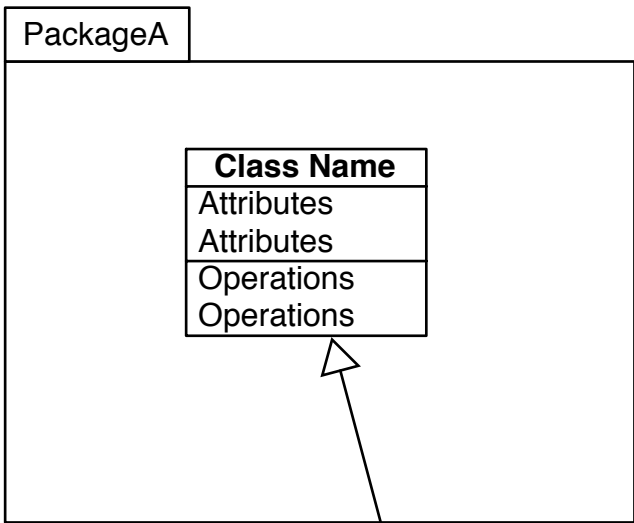 PackageA
Class Name
Attributes
Attributes
Operations
Operations